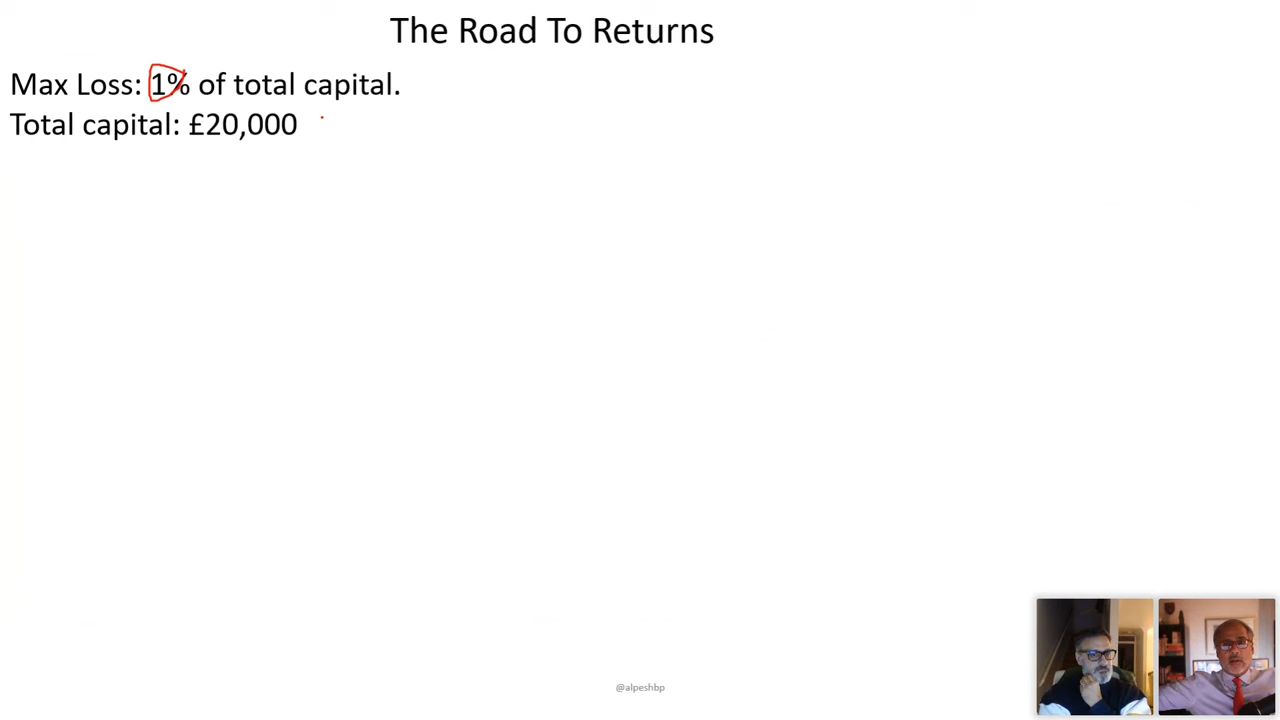 The Road To Returns
Max Loss: 1% of total capital.
Total capital: £20,000
@alpeshbp